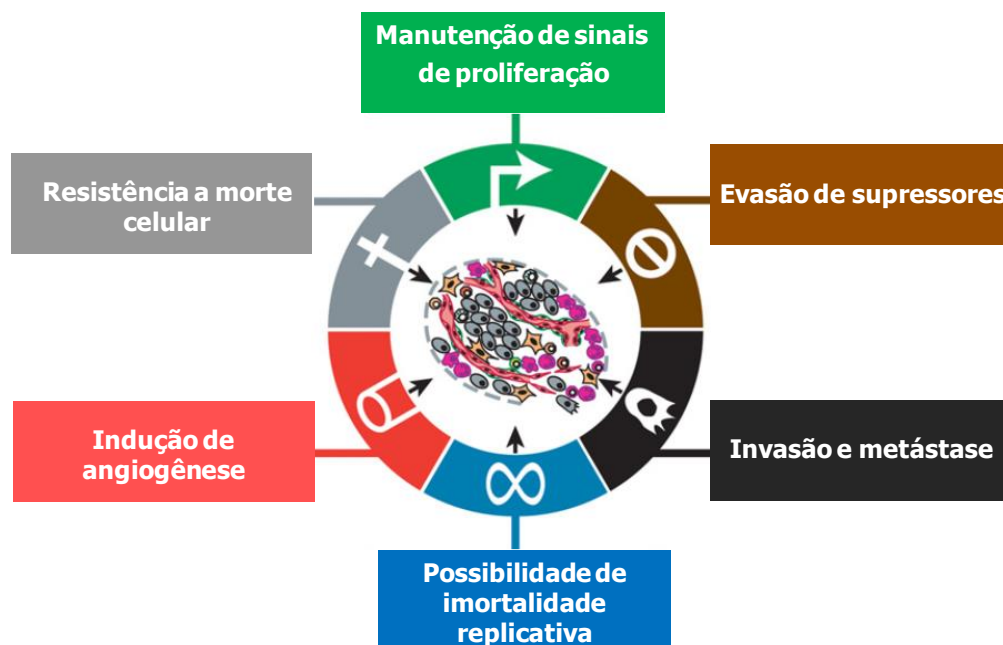 Manutenção de sinais
de proliferação
Resistência a morte
celular
Evasão de supressores
Indução de
angiogênese
Invasão e metástase
Possibilidade de
imortalidade
replicativa